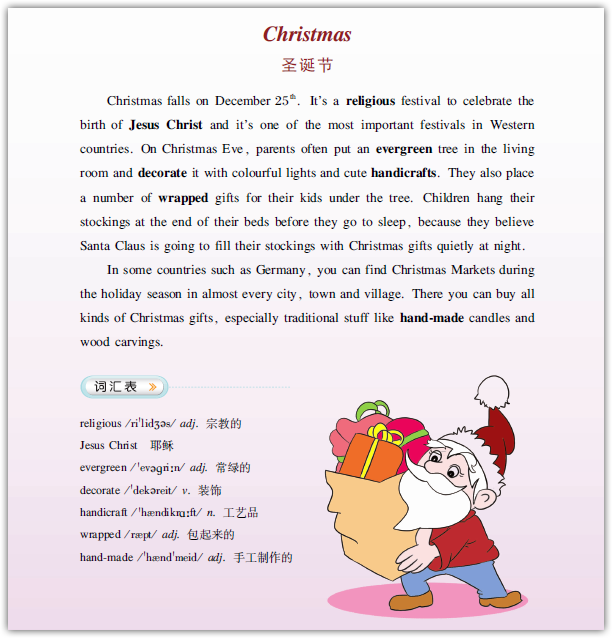 Christmas
圣诞节
Christmas falls on December 25th. It's a religious festival to celebrate the
birth of Jesus Christ and it's one of the most important festivals in Western
countries. On Christmas Eve, parents often put an evergreen tree in the living
room and decorate it with colourful lights and cute handicrafts. They also place
a number of wrapped gifts for their kids under the tree. Children hang their
stockings at the end of their beds before they go to sleep, because they believe
Santa Claus is going to fill their stockings with Christmas gifts quietly at night.
In some countries such as Germany, you can find Christmas Markets during
the holiday season in almost every city, town and village. There you can buy all
kinds of Christmas gifts, especially traditional stuff like hand-made candles and
wood carvings.
词汇表
religious /riˈlidʒəs/ adj. 宗教的
Jesus Christ 耶稣
evergreen /ˈevəgriːn/ adj. 常绿的
decorate /ˈdekəreit/ v. 装饰
handicraft /ˈhændikrɑːft/ n. 工艺品
wrapped /ræpt/ adj. 包起来的
hand-made /ˈhændˈmeid/ adj. 手工制作的